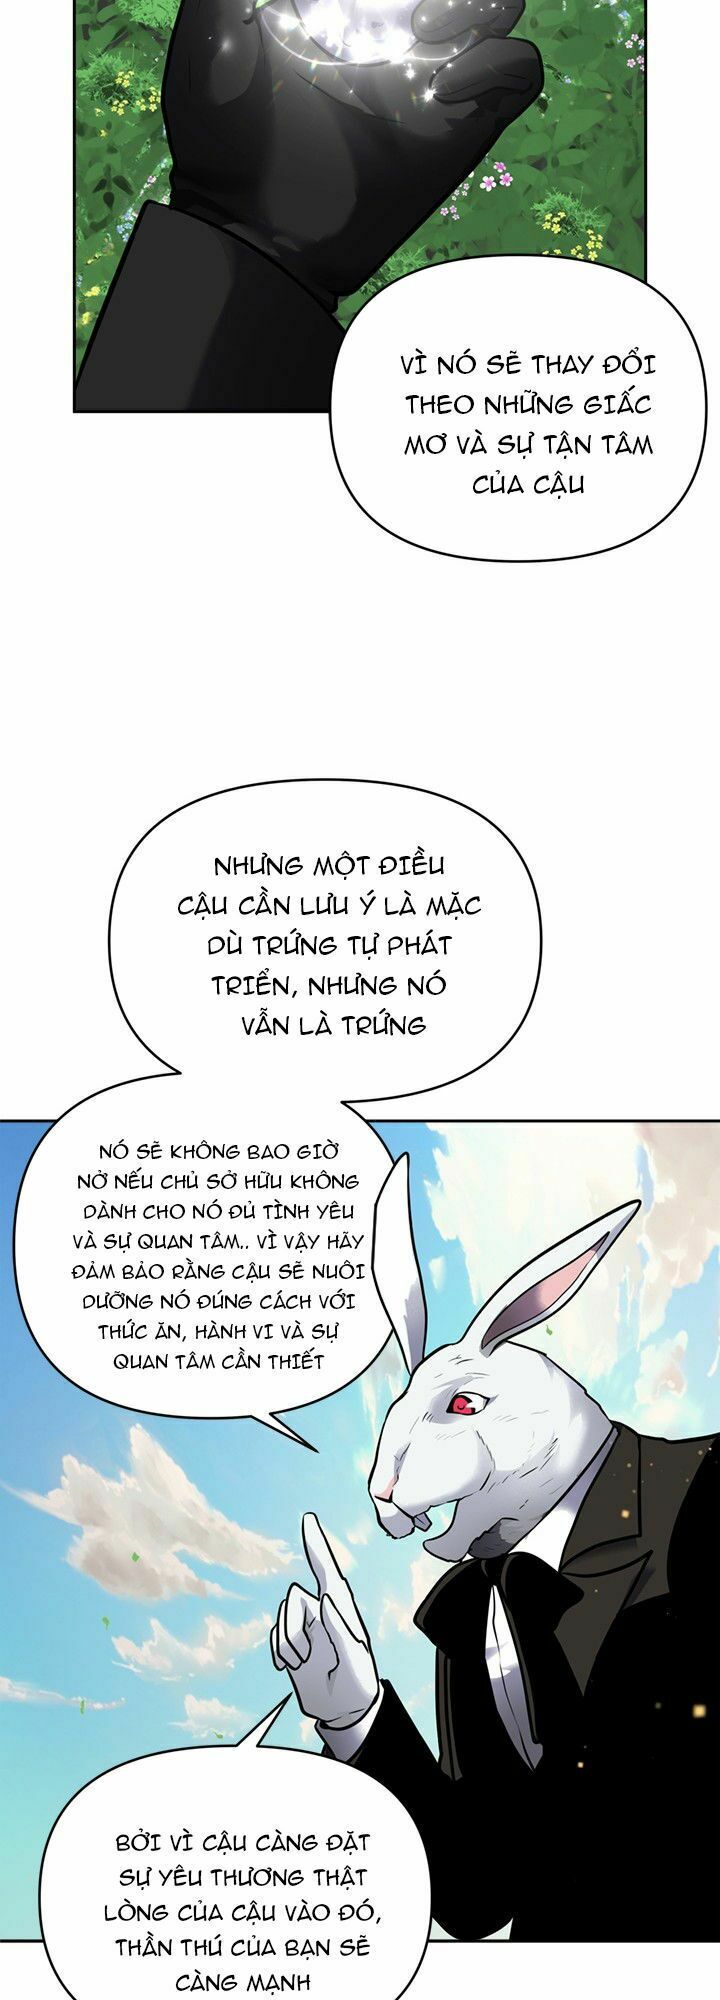 VÌ NÓ SẼ THAY ĐỔI
THEO NHỮNG GIẤC
MƠ VÀ SỰ TẬN TÂM
CỦA CẬU
NHƯNG MỘT ĐIỀU
CẬU CẦN LƯU Ý LÀ MẶC
DÙ TRỨNG TỰ PHÁT
TRIỂN, NHƯNG NÓ
VẪN LÀ TRỨNG
NÓ SẼ KHÔNG BAO GIỜ
NỞ NẾU CHỦ SỞ HỮU KHÔNG
DÀNH CHO NÓ ĐỦ TÌNH YÊU
VÀ SỰ QUAN TÂM.. VÌ VẬY HÃY
ĐẢM BẢO RẰNG CẬU SẼ NUÔI
DƯỠNG NÓ ĐÚNG CÁCH VỚI
THỨC ĂN, HÀNH VI VÀ SỰ
QUAN TÂM CẦN THIẾT
BỞI VÌ CẬU CÀNG ĐẶT
SỰ YÊU THƯƠNG THẬT
LÒNG CỦA CẬU VÀO ĐÓ,
THẦN THÚ CỦA BẠN SẼ
CÀNG MẠNH